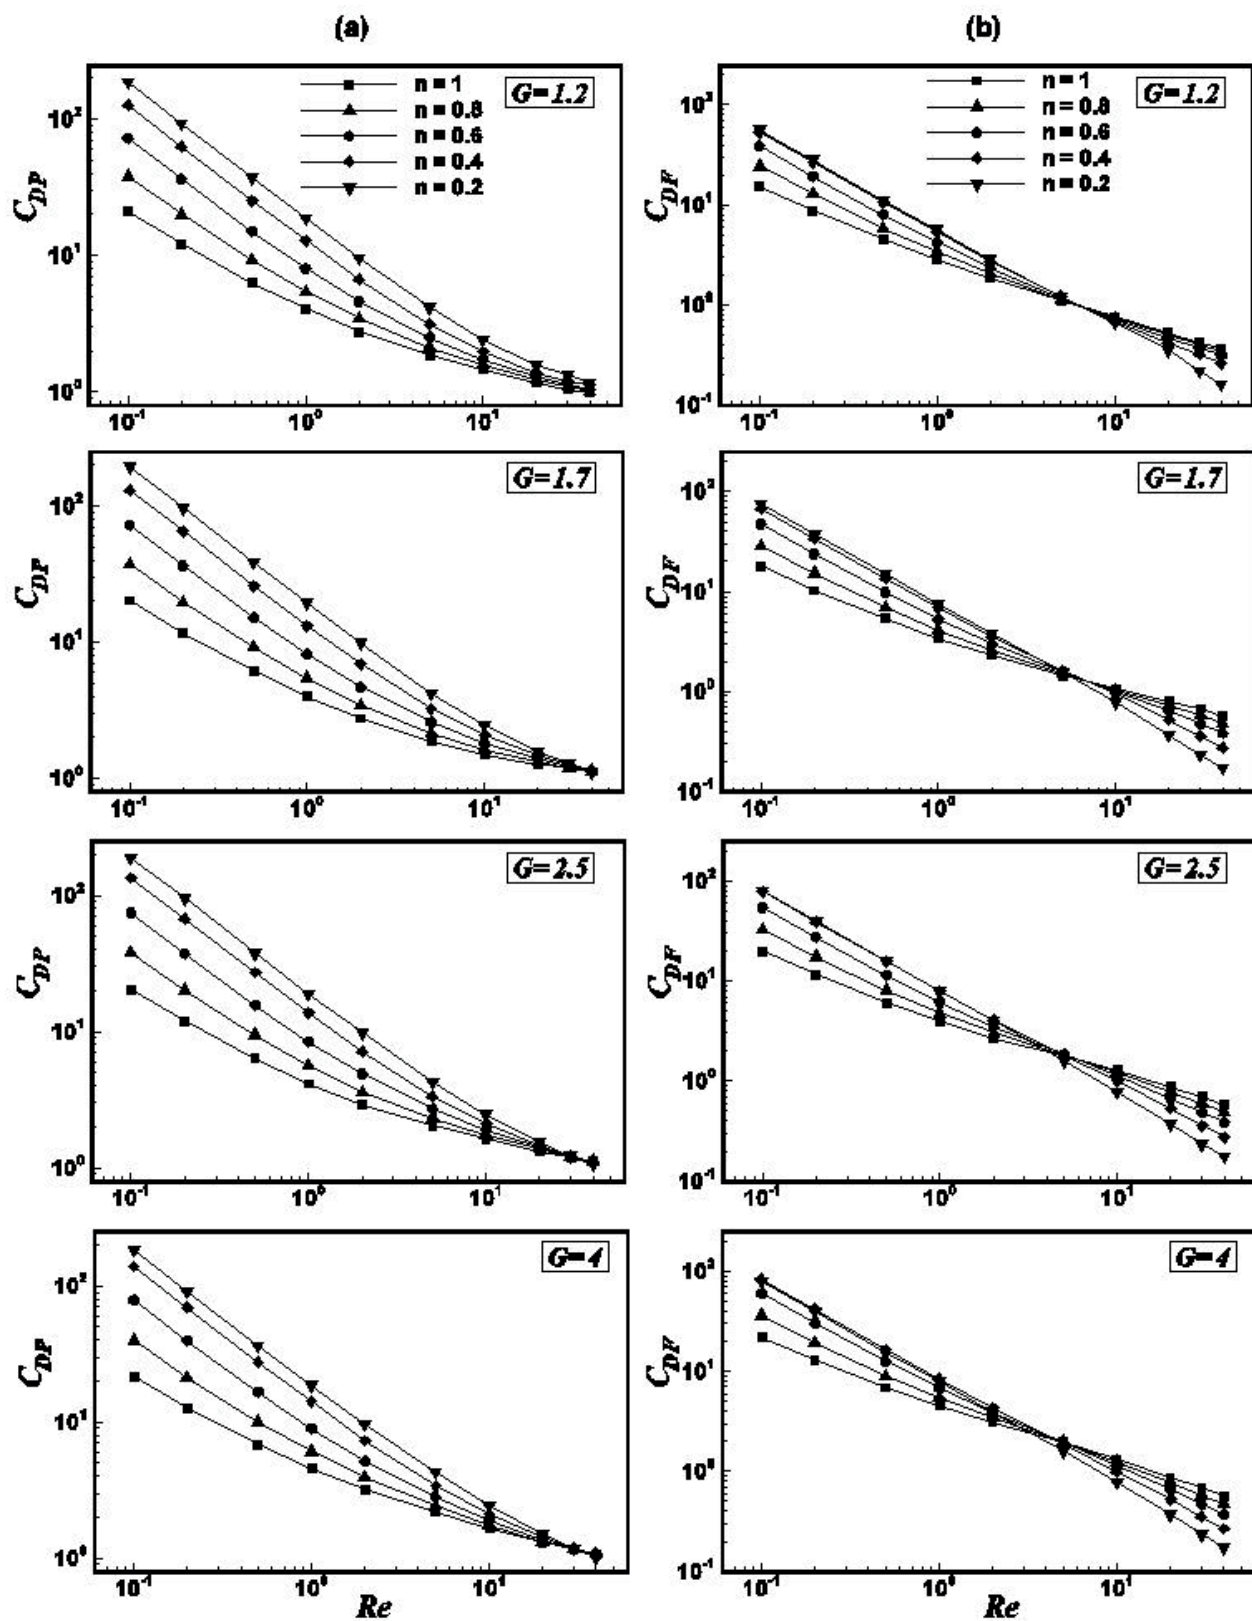 (a) (b)
n = 1
n = 0.8
n = 0.6
n = 0.4
n = 0.2
G=1.2
C_DP
10²
10¹
10⁰
10⁻¹ 10⁰ 10¹
n = 1
n = 0.8
n = 0.6
n = 0.4
n = 0.2
G=1.2
C_DF
10²
10¹
10⁰
10⁻¹
10⁻¹ 10⁰ 10¹
G=1.7
C_DP
10²
10¹
10⁰
10⁻¹ 10⁰ 10¹
G=1.7
C_DF
10²
10¹
10⁰
10⁻¹
10⁻¹ 10⁰ 10¹
G=2.5
C_DP
10²
10¹
10⁰
10⁻¹ 10⁰ 10¹
G=2.5
C_DF
10²
10¹
10⁰
10⁻¹
10⁻¹ 10⁰ 10¹
G=4
C_DP
10²
10¹
10⁰
10⁻¹ 10⁰ 10¹
Re
G=4
C_DF
10²
10¹
10⁰
10⁻¹
10⁻¹ 10⁰ 10¹
Re